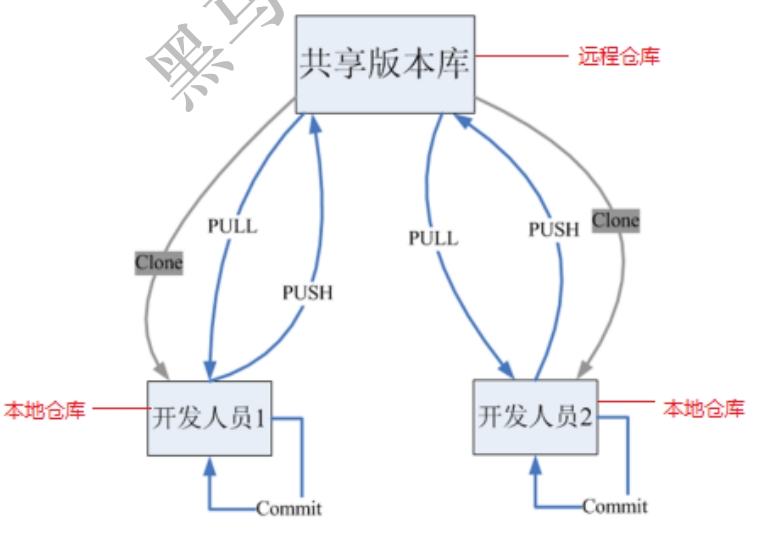 黑马
共享版本库
远程仓库
PULL
PUSH
Clone
PULL
PUSH
Clone
本地仓库
开发人员1
开发人员2
本地仓库
Commit
Commit